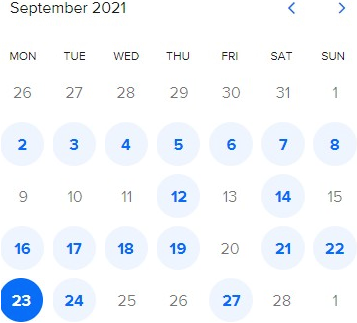 September 2021
MON TUE WED THU FRI SAT SUN
26 27 28 29 30 31 1
2 3 4 5 6 7 8
9 10 11 12 13 14 15
16 17 18 19 20 21 22
23 24 25 26 27 28 1